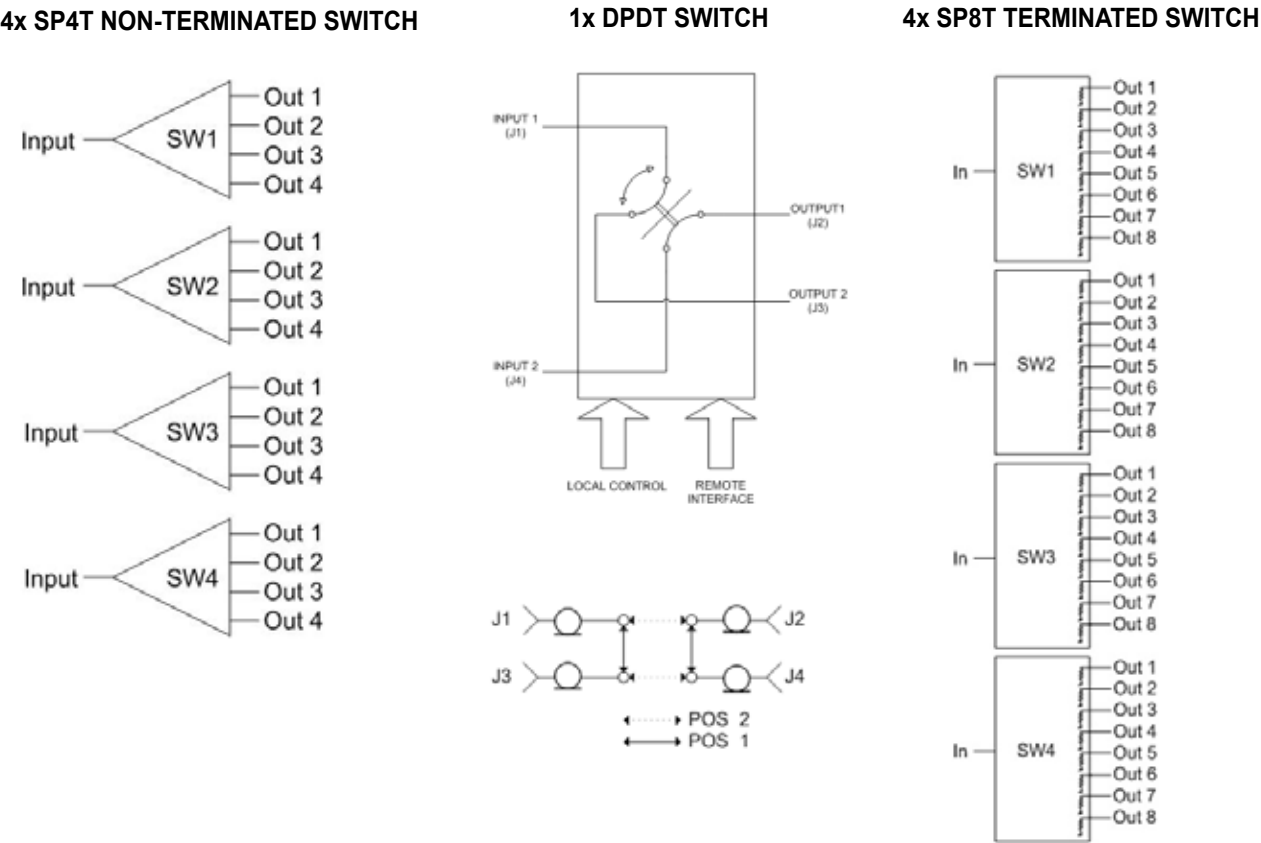 4x SP4T NON-TERMINATED SWITCH
Input
SW1
Out 1
Out 2
Out 3
Out 4
Input
SW2
Out 1
Out 2
Out 3
Out 4
Input
SW3
Out 1
Out 2
Out 3
Out 4
Input
SW4
Out 1
Out 2
Out 3
Out 4
1x DPDT SWITCH
INPUT 1
(J1)
OUTPUT1
(J2)
OUTPUT 2
(J3)
INPUT 2
(J4)
LOCAL CONTROL
REMOTE
INTERFACE
J1
J2
J3
J4
POS 2
POS 1
4x SP8T TERMINATED SWITCH
In
SW1
Out 1
Out 2
Out 3
Out 4
Out 5
Out 6
Out 7
Out 8
In
SW2
Out 1
Out 2
Out 3
Out 4
Out 5
Out 6
Out 7
Out 8
In
SW3
Out 1
Out 2
Out 3
Out 4
Out 5
Out 6
Out 7
Out 8
In
SW4
Out 1
Out 2
Out 3
Out 4
Out 5
Out 6
Out 7
Out 8